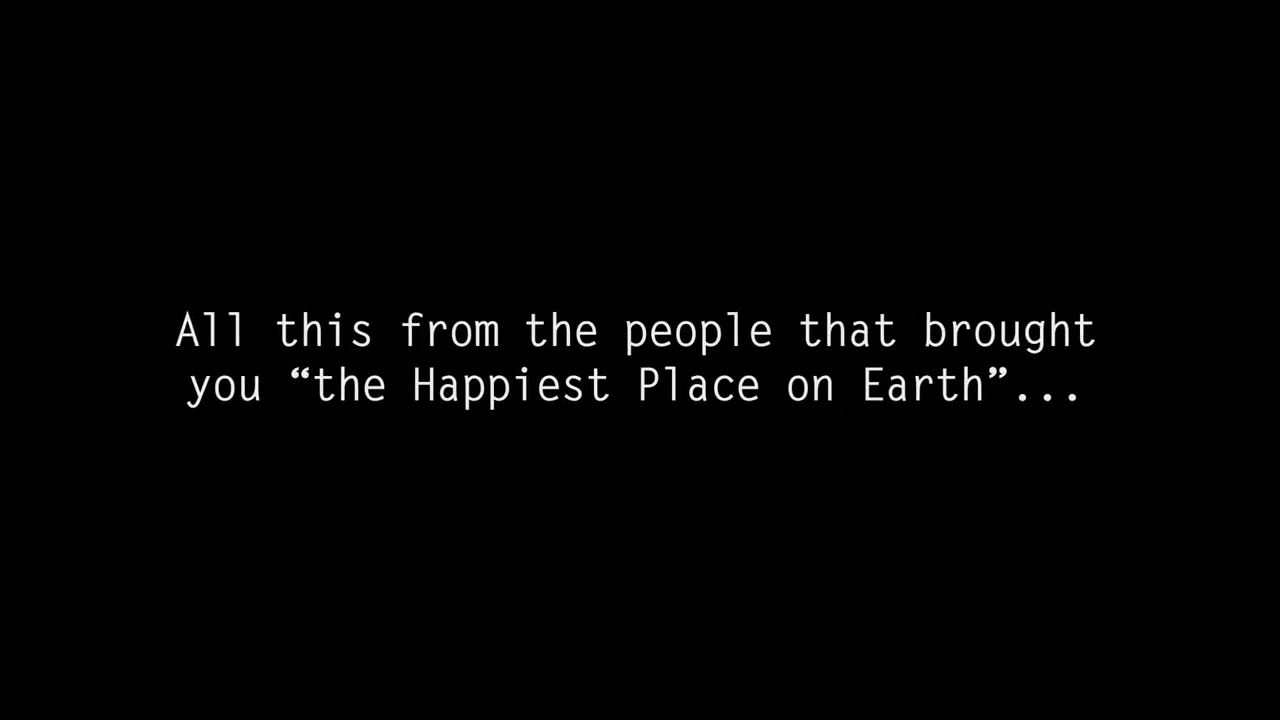 All this from the people that brought
you “the Happiest Place on Earth”...